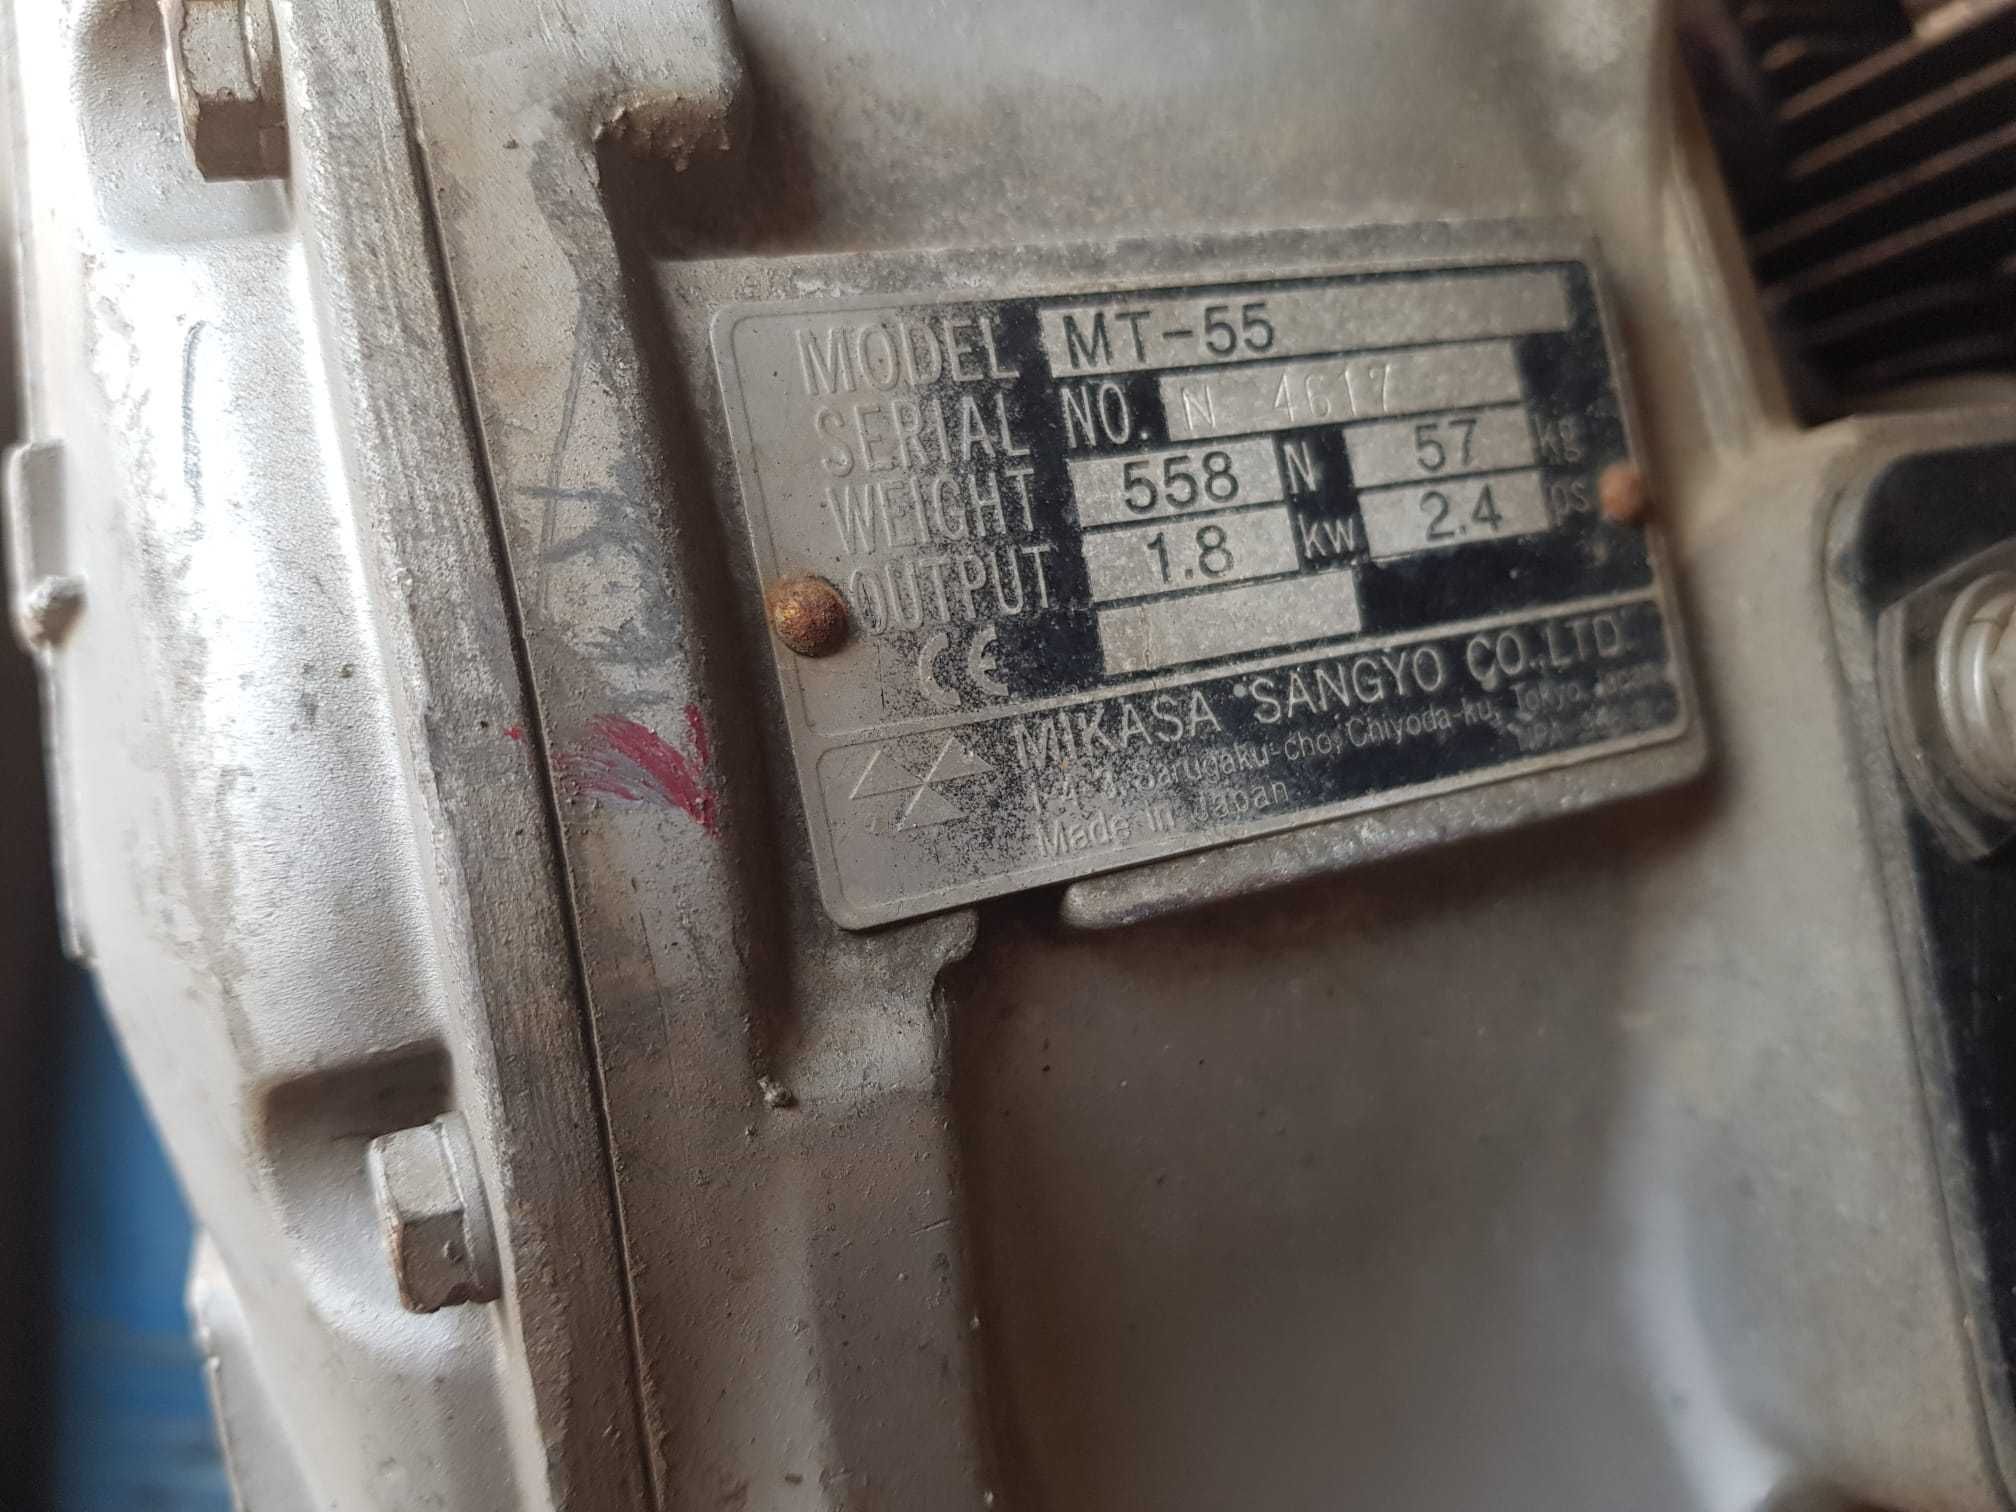 MODEL MT-55
SERIAL NO. N 4617
WEIGHT 558 N 57 kg
OUTPUT 1.8 kw 2.4 ps
CE
MIKASA SANGYO CO.,LTD.
Sarugaku-cho, Chiyoda-ku, Tokyo, Japan
Made in Japan